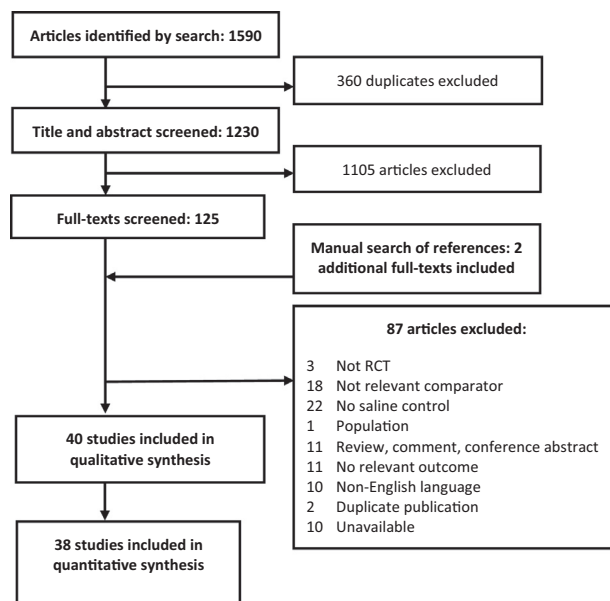 Articles identified by search: 1590
360 duplicates excluded
Title and abstract screened: 1230
1105 articles excluded
Full-texts screened: 125
Manual search of references: 2
additional full-texts included
87 articles excluded:
3 Not RCT
18 Not relevant comparator
22 No saline control
1 Population
11 Review, comment, conference abstract
11 No relevant outcome
10 Non-English language
2 Duplicate publication
10 Unavailable
40 studies included in
qualitative synthesis
38 studies included in
quantitative synthesis